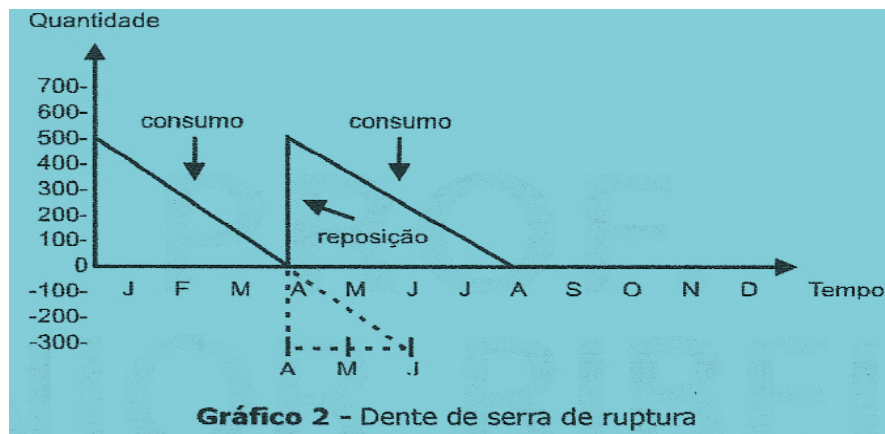 Quantidade
700-
600-
consumo consumo
500-
400-
300-
200-
reposição
100-
0
J F M A M J J A S O N D Tempo
-100-
-200-
-300-
A M J
Gráfico 2 - Dente de serra de ruptura